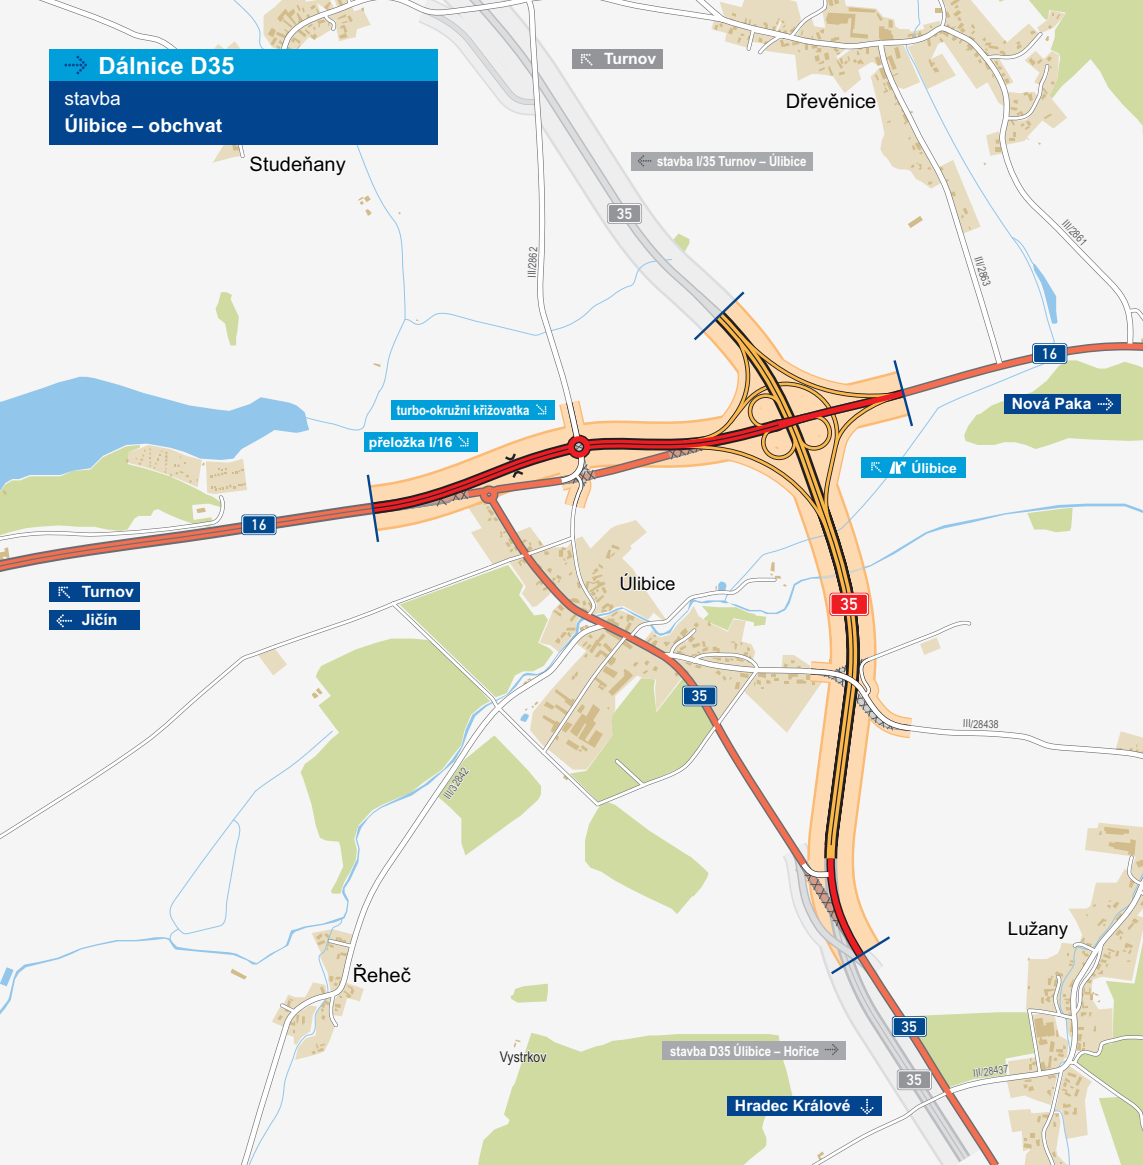 Dálnice D35
stavba
Úlibice – obchvat
Turnov
Dřevěnice
Studeňany
stavba I/35 Turnov – Úlibice
35
III/2862
III/2861
III/2863
16
Nová Paka
turbo-okružní křižovatka
přeložka I/16
Úlibice
16
Turnov
Jičín
Úlibice
35
35
III/28438
III/32842
Lužany
Řeheč
35
Vystrkov
stavba D35 Úlibice – Hořice
35
III/28437
Hradec Králové